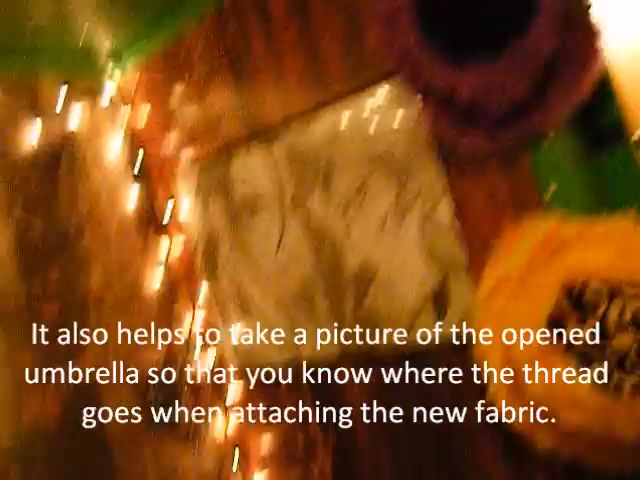 It also helps to take a picture of the opened
umbrella so that you know where the thread
goes when attaching the new fabric.